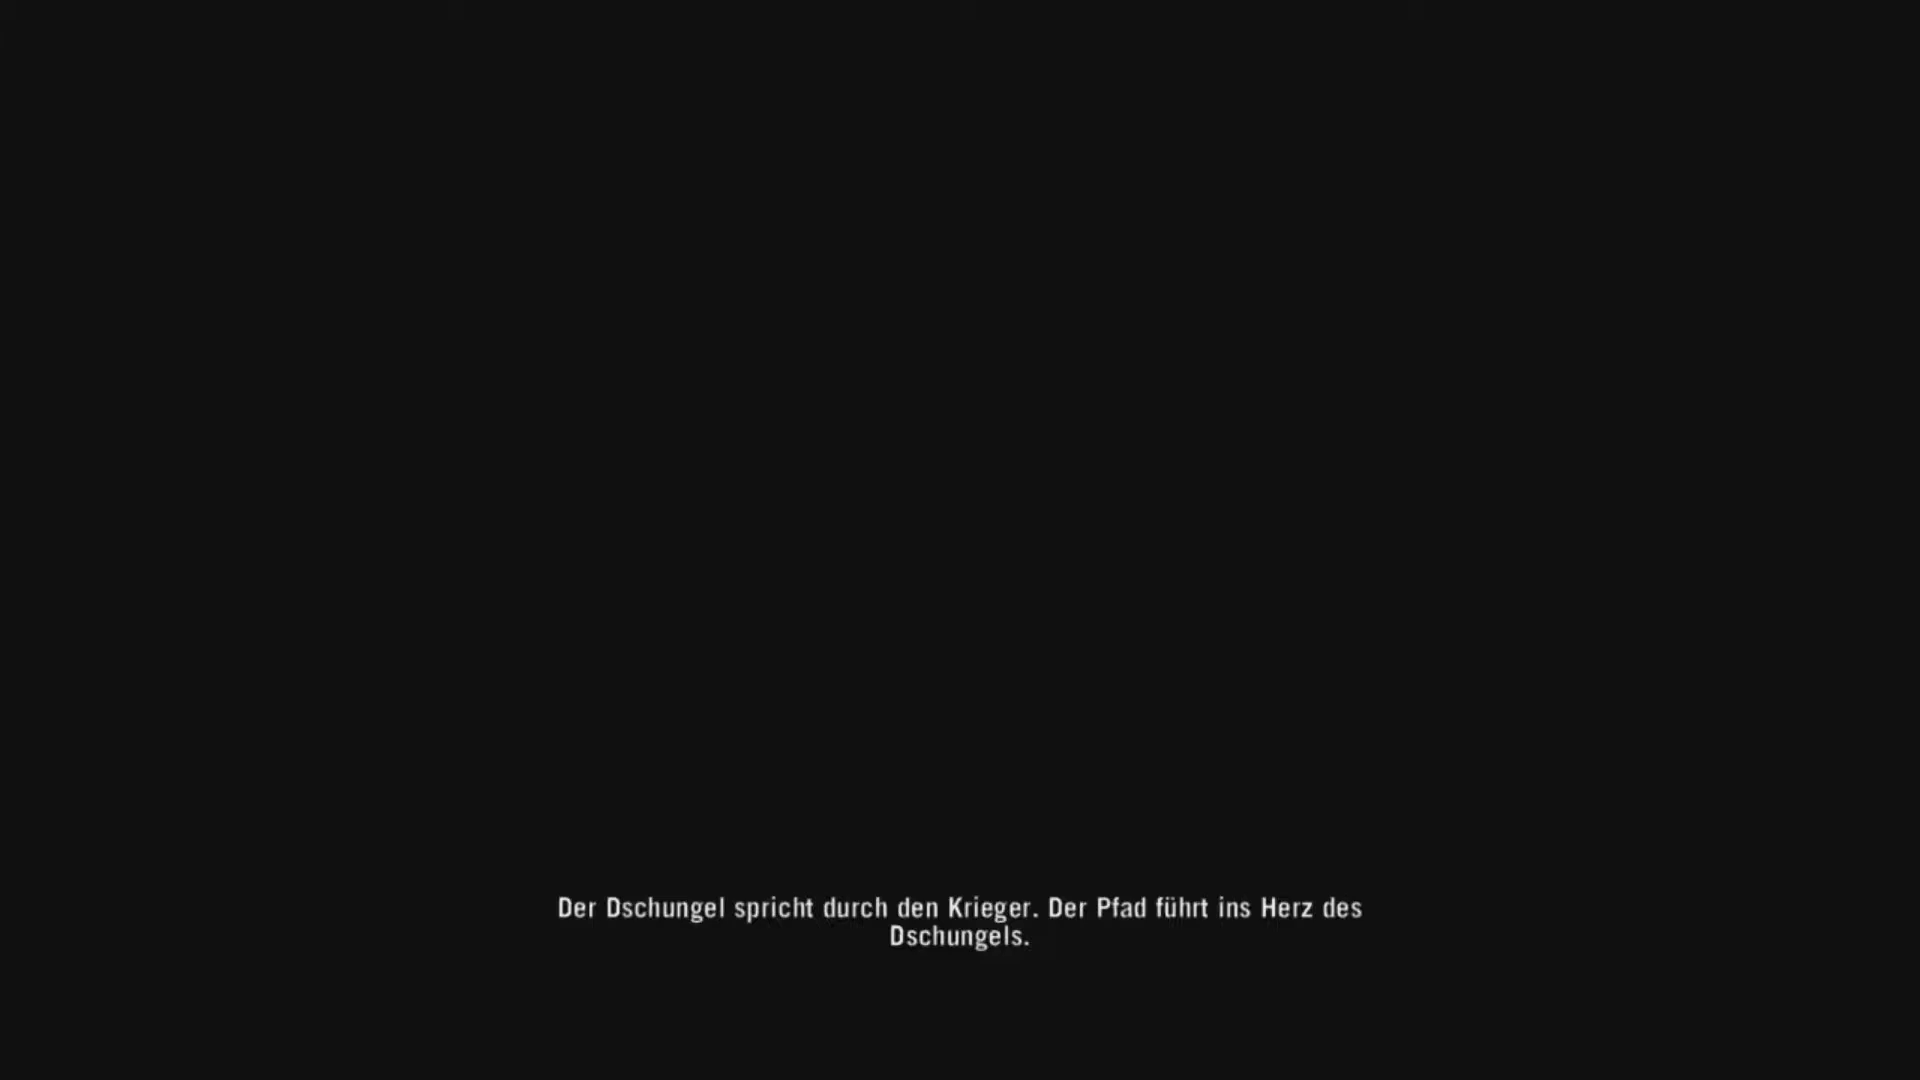 Der Dschungel spricht durch den Krieger. Der Pfad führt ins Herz des
Dschungels.